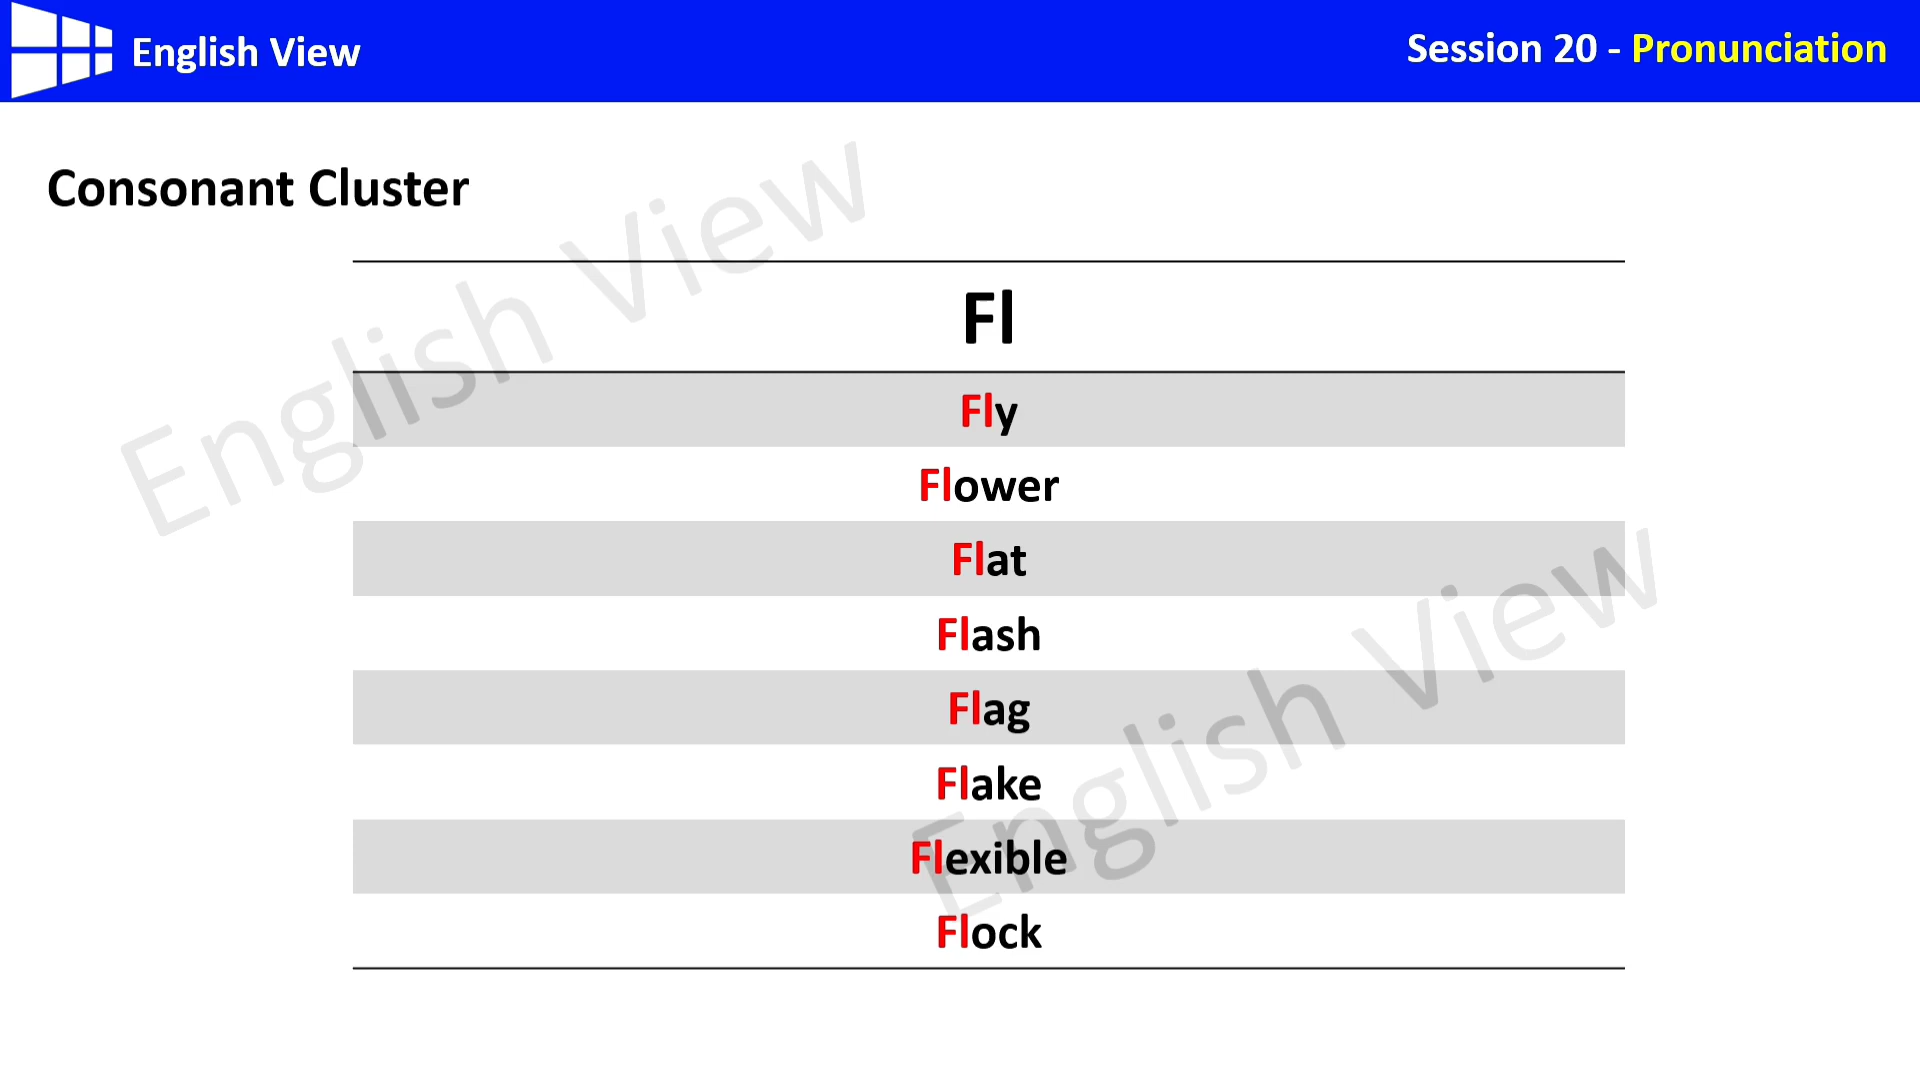 English View
Session 20 - Pronunciation
Consonant Cluster
Fl
Fly
Flower
Flat
Flash
Flag
Flake
Flexible
Flock
English View
English View